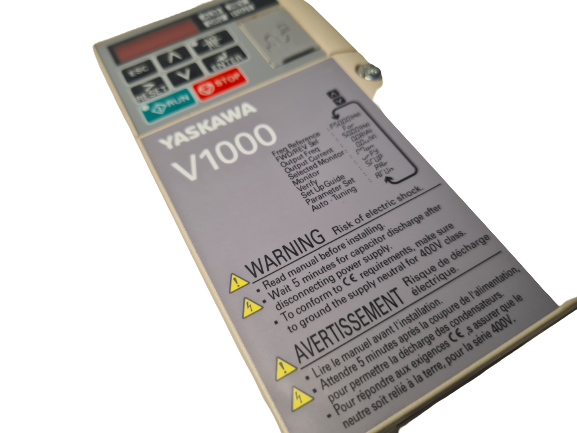 ESC
RESET
ENTER
RUN
STOP
YASKAWA
V1000
Freq Reference
FWD/REV Sel
Output Freq
Output Current
Selected Monitor
Monitor
Verify
Set Up Guide
Parameter Set
Auto - Tuning
WARNING Risk of electric shock.
• Read manual before installing.
• Wait 5 minutes for capacitor discharge after
disconnecting power supply.
• To conform to CE requirements, make sure
to ground the supply neutral for 400V class.
AVERTISSEMENT Risque de décharge
électrique.
• Lire le manuel avant l'installation.
• Attendre 5 minutes après la coupure de l'alimentation,
pour permettre la décharge des condensateurs.
• Pour répondre aux exigences CE, s assurer que le
neutre soit relié à la terre, pour la série 400V.